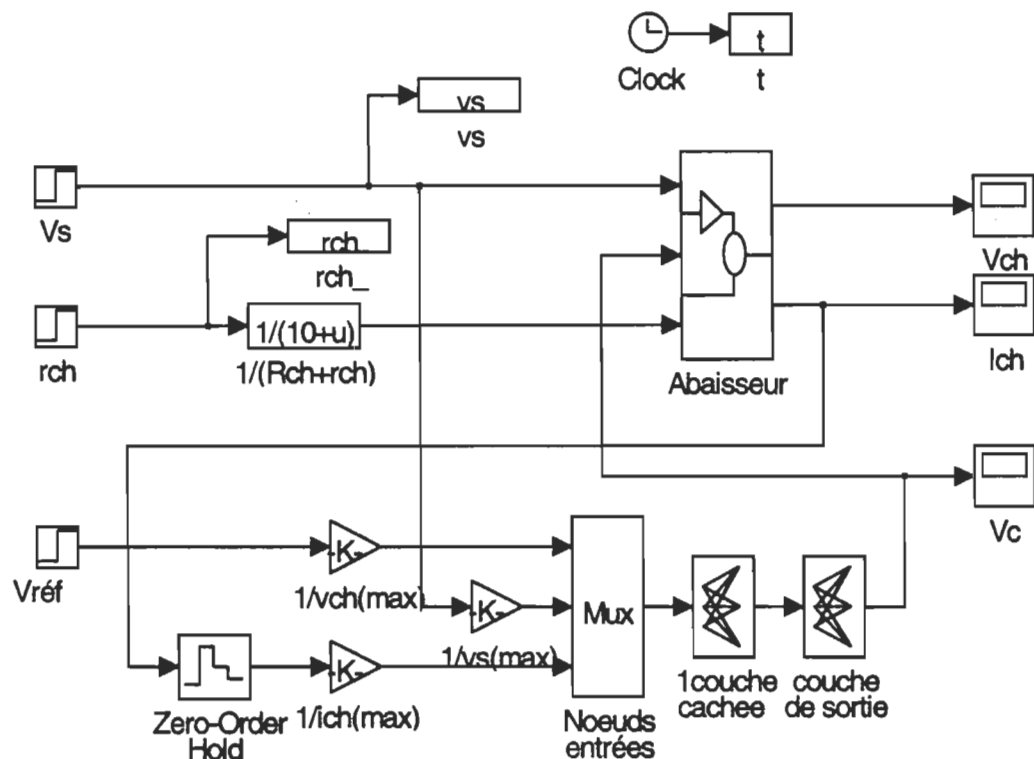 t
Clock
t
vs
vs
Vs
rch_
rch_
rch
1/(10+u)
1/(Rch+rch)
Abaisseur
Vch
Ich
Vc
Vréf
-K-
1/vch(max)
-K-
1/vs(max)
-K-
1/ich(max)
Zero-Order
Hold
Mux
Noeuds
entrées
1couche
cachee
couche
de sortie